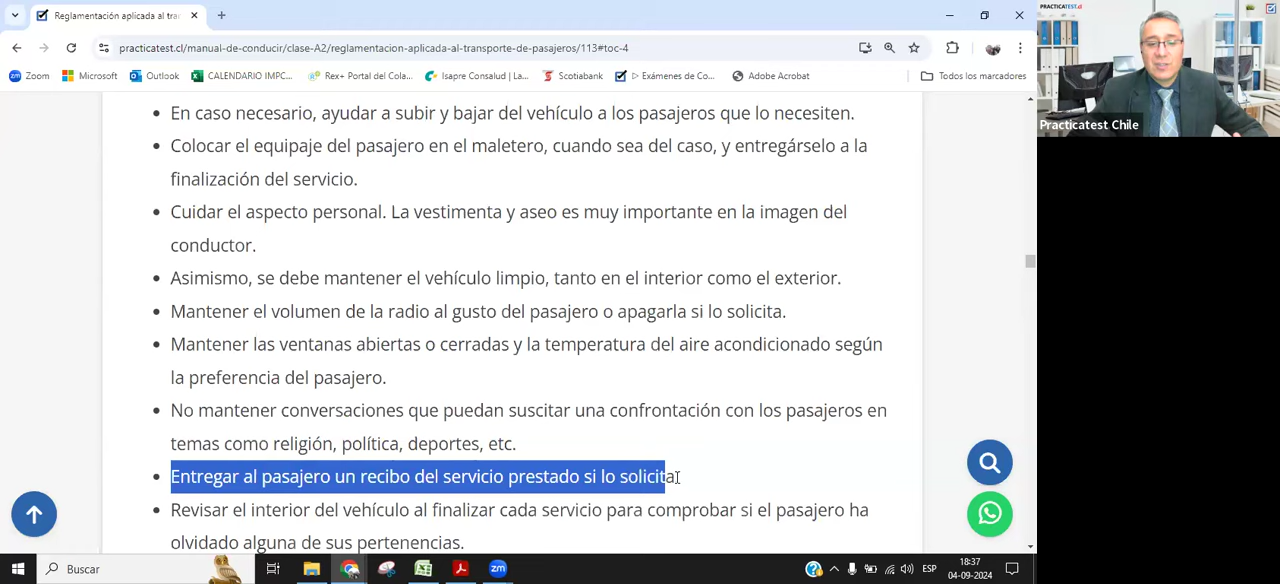 Reglamentación aplicada al tran
practicatest.cl/manual-de-conducir/clase-A2/reglamentacion-aplicada-al-transporte-de-pasajeros/113#toc-4
Zoom
Microsoft
Outlook
CALENDARIO IMPC...
Rex+ Portal del Cola...
Isapre Consalud | La...
Scotiabank
▷ Exámenes de Co...
Adobe Acrobat
Todos los marcadores
PRACTICATEST.cl
Practicatest Chile
En caso necesario, ayudar a subir y bajar del vehículo a los pasajeros que lo necesiten.
Colocar el equipaje del pasajero en el maletero, cuando sea del caso, y entregárselo a la
finalización del servicio.
Cuidar el aspecto personal. La vestimenta y aseo es muy importante en la imagen del
conductor.
Asimismo, se debe mantener el vehículo limpio, tanto en el interior como el exterior.
Mantener el volumen de la radio al gusto del pasajero o apagarla si lo solicita.
Mantener las ventanas abiertas o cerradas y la temperatura del aire acondicionado según
la preferencia del pasajero.
No mantener conversaciones que puedan suscitar una confrontación con los pasajeros en
temas como religión, política, deportes, etc.
Entregar al pasajero un recibo del servicio prestado si lo solicita
Revisar el interior del vehículo al finalizar cada servicio para comprobar si el pasajero ha
olvidado alguna de sus pertenencias.
Buscar
ESP
18:37
04-09-2024